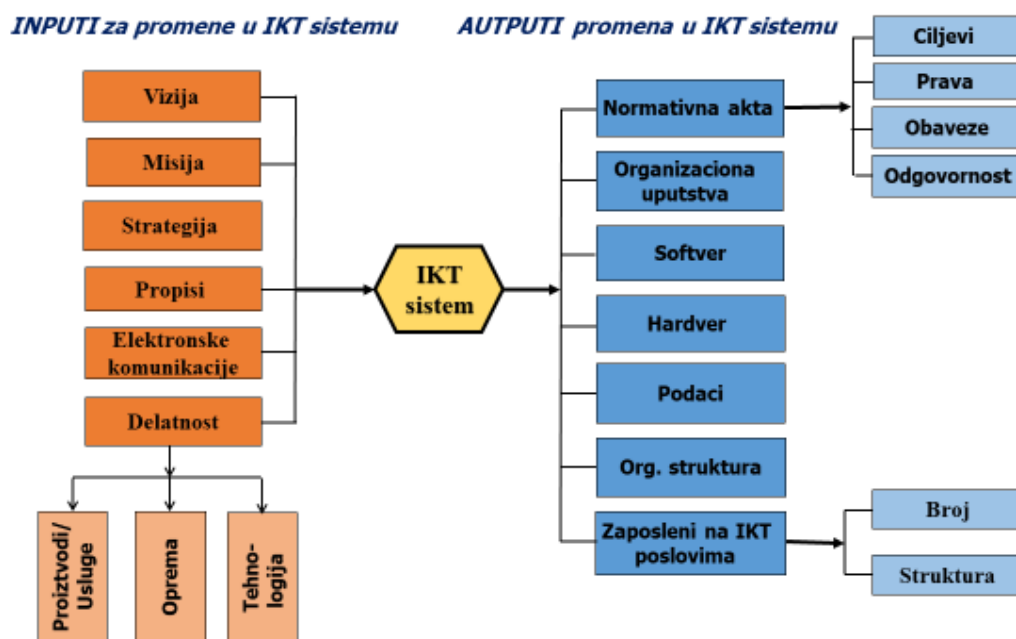 INPUTI za promene u IKT sistemu
AUTPUTI promena u IKT sistemu
Vizija
Misija
Strategija
Propisi
Elektronske
komunikacije
Delatnost
Proiztvodi/
Usluge
Oprema
Tehno-
logija
IKT
sistem
Normativna akta
Organizaciona
uputstva
Softver
Hardver
Podaci
Org. struktura
Zaposleni na IKT
poslovima
Ciljevi
Prava
Obaveze
Odgovornost
Broj
Struktura